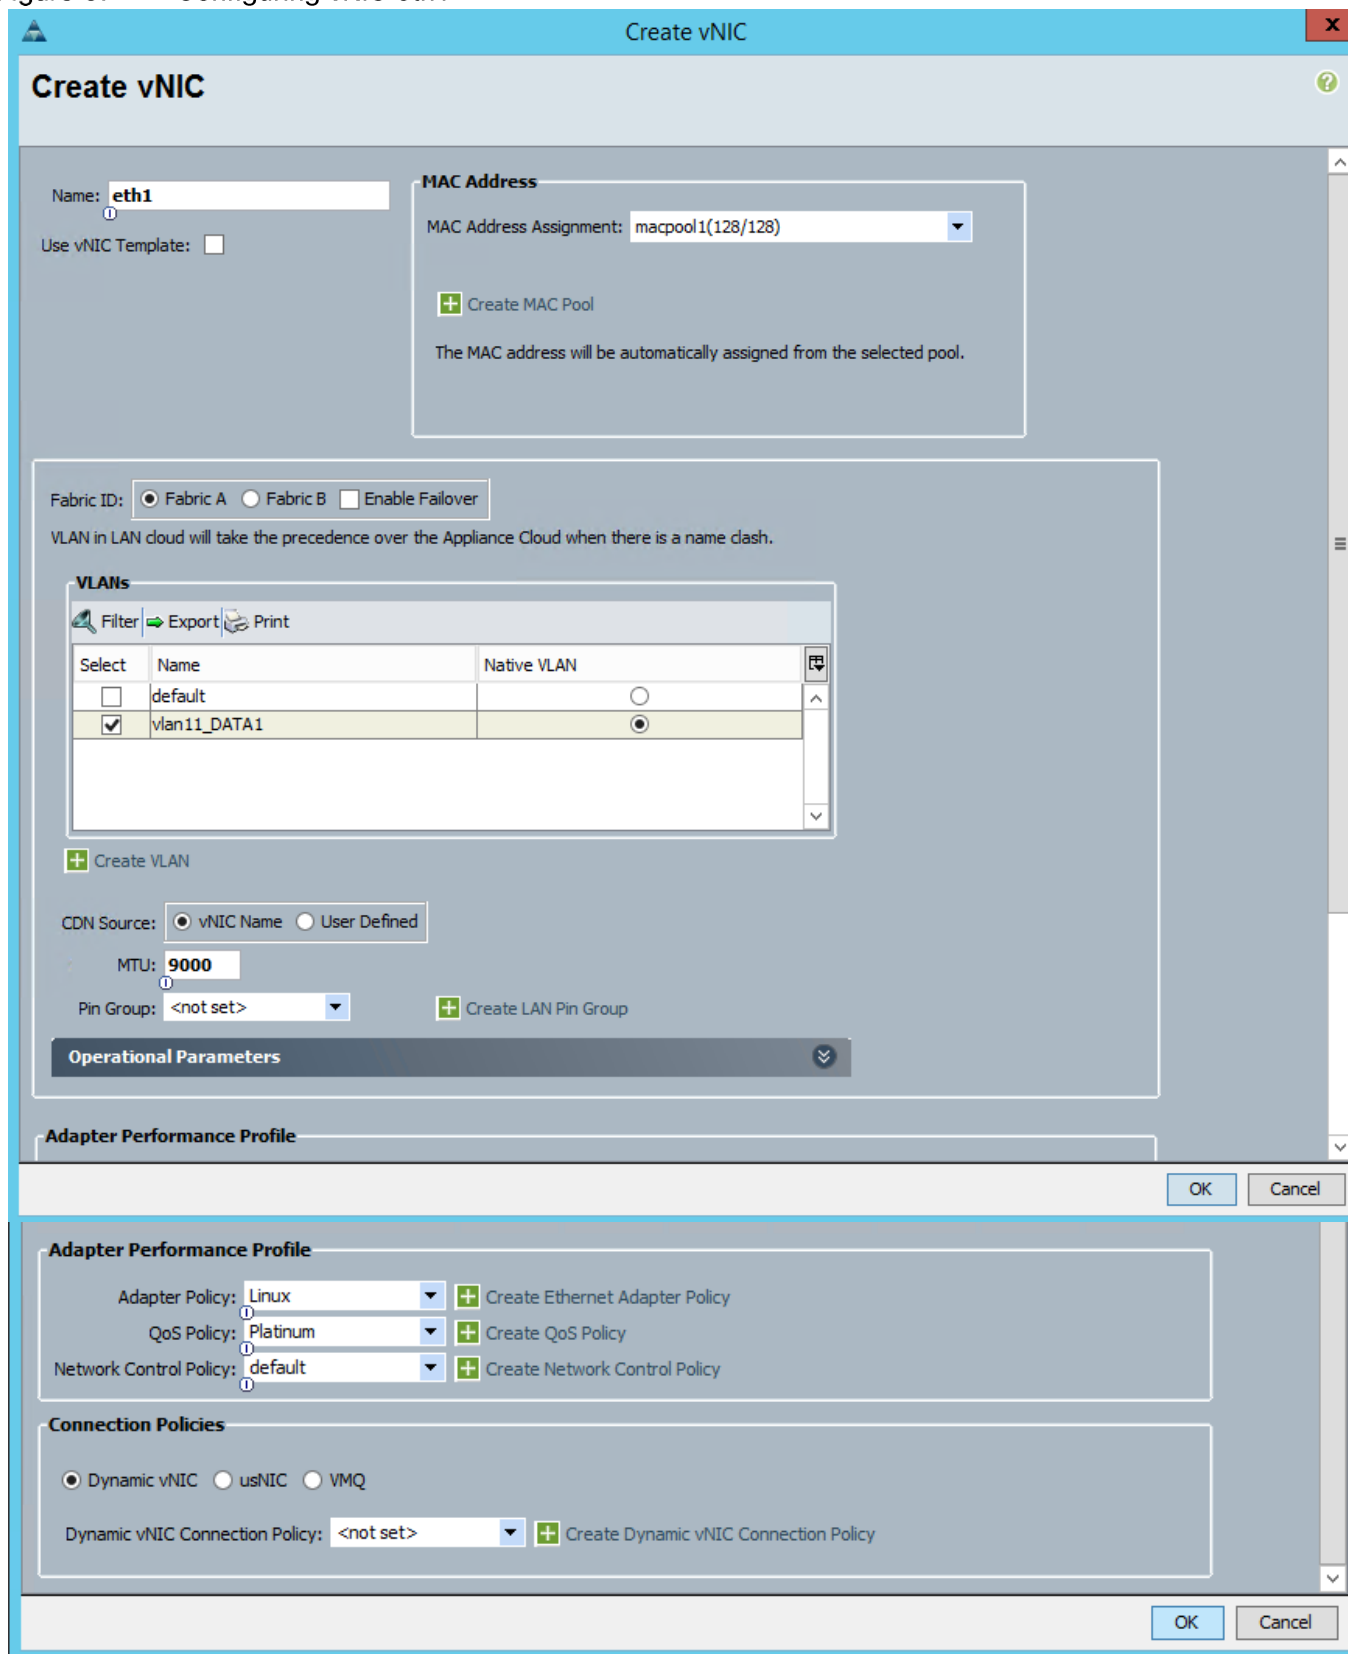 Create vNIC
X
Create vNIC
?
Name: eth1
Use vNIC Template:
MAC Address
MAC Address Assignment: macpool1(128/128)
Create MAC Pool
The MAC address will be automatically assigned from the selected pool.
Fabric ID: Fabric A Fabric B Enable Failover
VLAN in LAN cloud will take the precedence over the Appliance Cloud when there is a name clash.
VLANs
Filter Export Print
Select Name Native VLAN
default
vlan11_DATA1
Create VLAN
CDN Source: vNIC Name User Defined
MTU: 9000
Pin Group: <not set> Create LAN Pin Group
Operational Parameters
Adapter Performance Profile
OK Cancel
Adapter Performance Profile
Adapter Policy: Linux Create Ethernet Adapter Policy
QoS Policy: Platinum Create QoS Policy
Network Control Policy: default Create Network Control Policy
Connection Policies
Dynamic vNIC usNIC VMQ
Dynamic vNIC Connection Policy: <not set> Create Dynamic vNIC Connection Policy
OK Cancel